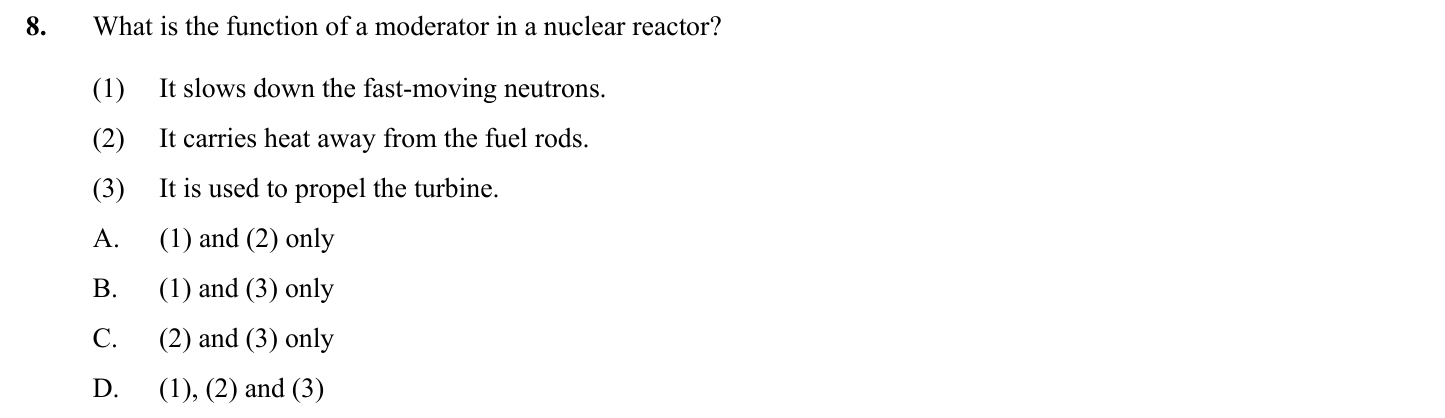 8. What is the function of a moderator in a nuclear reactor?
(1) It slows down the fast-moving neutrons.
(2) It carries heat away from the fuel rods.
(3) It is used to propel the turbine.
A. (1) and (2) only
B. (1) and (3) only
C. (2) and (3) only
D. (1), (2) and (3)